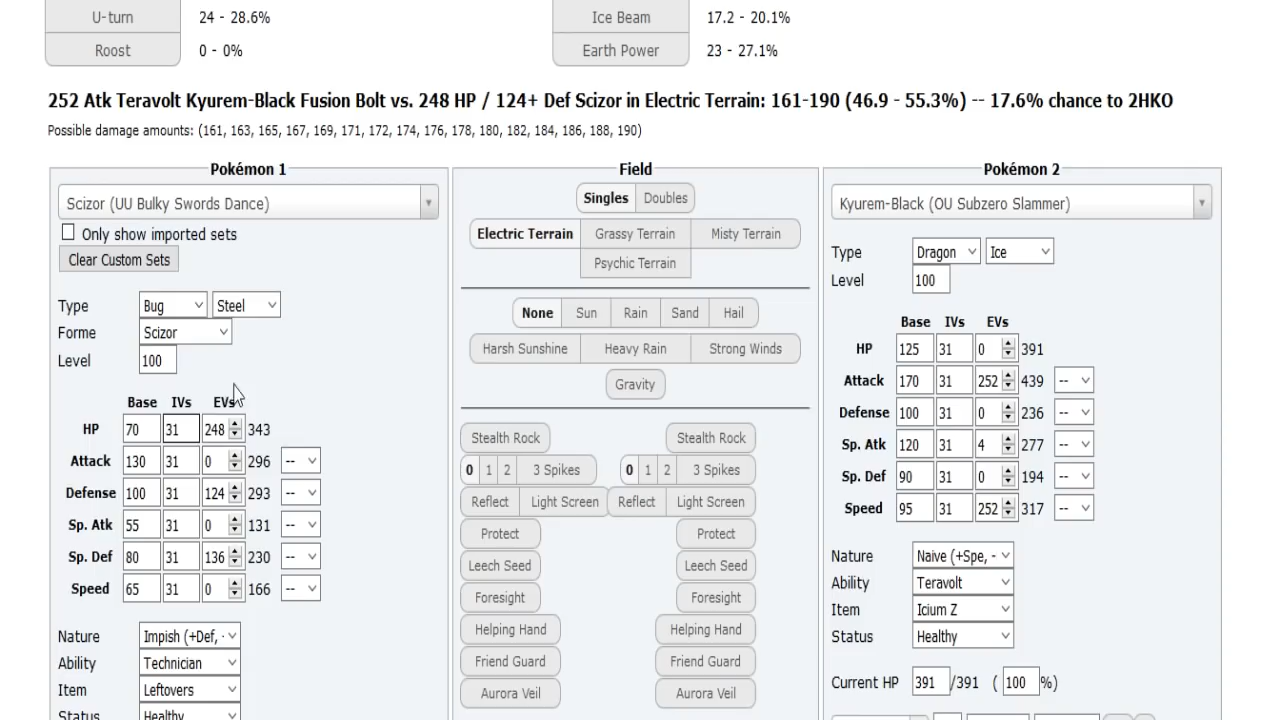 U-turn 24 - 28.6% Ice Beam 17.2 - 20.1%
Roost 0 - 0% Earth Power 23 - 27.1%
252 Atk Teravolt Kyurem-Black Fusion Bolt vs. 248 HP / 124+ Def Scizor in Electric Terrain: 161-190 (46.9 - 55.3%) -- 17.6% chance to 2HKO
Possible damage amounts: (161, 163, 165, 167, 169, 171, 172, 174, 176, 178, 180, 182, 184, 186, 188, 190)
Pokémon 1
Scizor (UU Bulky Swords Dance)
Only show imported sets
Clear Custom Sets
Type Bug Steel
Forme Scizor
Level 100
Base IVs EVs
HP 70 31 248 343
Attack 130 31 0 296 --
Defense 100 31 124 293 --
Sp. Atk 55 31 0 131 --
Sp. Def 80 31 136 230 --
Speed 65 31 0 166 --
Nature Impish (+Def, -
Ability Technician
Item Leftovers
Status Healthy
Field
Singles Doubles
Electric Terrain Grassy Terrain Misty Terrain
Psychic Terrain
None Sun Rain Sand Hail
Harsh Sunshine Heavy Rain Strong Winds
Gravity
Stealth Rock Stealth Rock
0 1 2 3 Spikes 0 1 2 3 Spikes
Reflect Light Screen Reflect Light Screen
Protect Protect
Leech Seed Leech Seed
Foresight Foresight
Helping Hand Helping Hand
Friend Guard Friend Guard
Aurora Veil Aurora Veil
Pokémon 2
Kyurem-Black (OU Subzero Slammer)
Type Dragon Ice
Level 100
Base IVs EVs
HP 125 31 0 391
Attack 170 31 252 439 --
Defense 100 31 0 236 --
Sp. Atk 120 31 4 277 --
Sp. Def 90 31 0 194 --
Speed 95 31 252 317 --
Nature Naive (+Spe, -
Ability Teravolt
Item Icium Z
Status Healthy
Current HP 391 /391 ( 100 %)